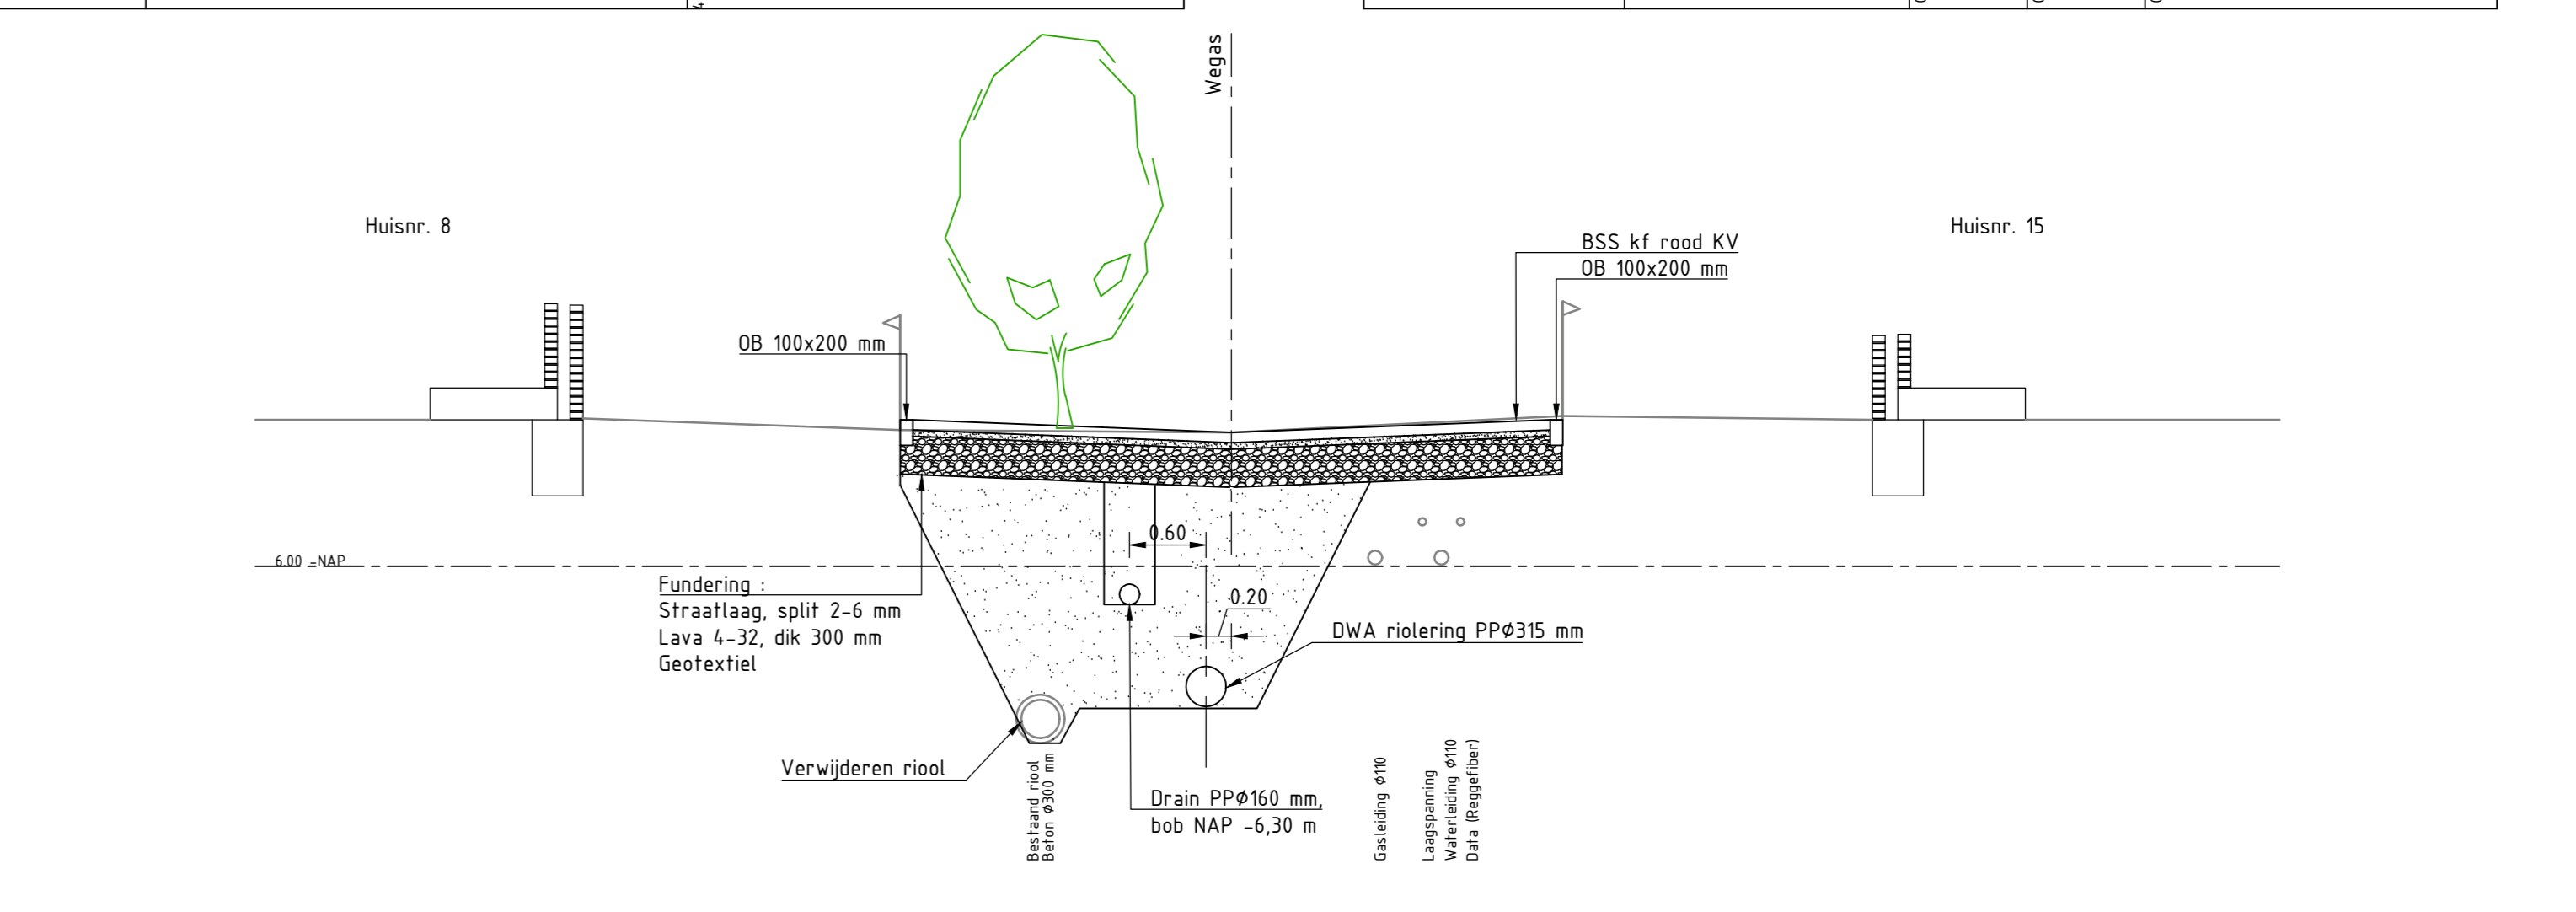 Wegas
Huisnr. 8
Huisnr. 15
BSS kf rood KV
OB 100x200 mm
OB 100x200 mm
6.00 -NAP
0.60
Fundering :
Straatlaag, split 2-6 mm
Lava 4-32, dik 300 mm
Geotextiel
0.20
DWA riolering PPØ315 mm
Verwijderen riool
Bestaand riool
Beton Ø300 mm
Drain PPØ160 mm,
bob NAP -6,30 m
Gasleiding Ø110
Laagspanning
Waterleiding Ø110
Data (Reggefiber)